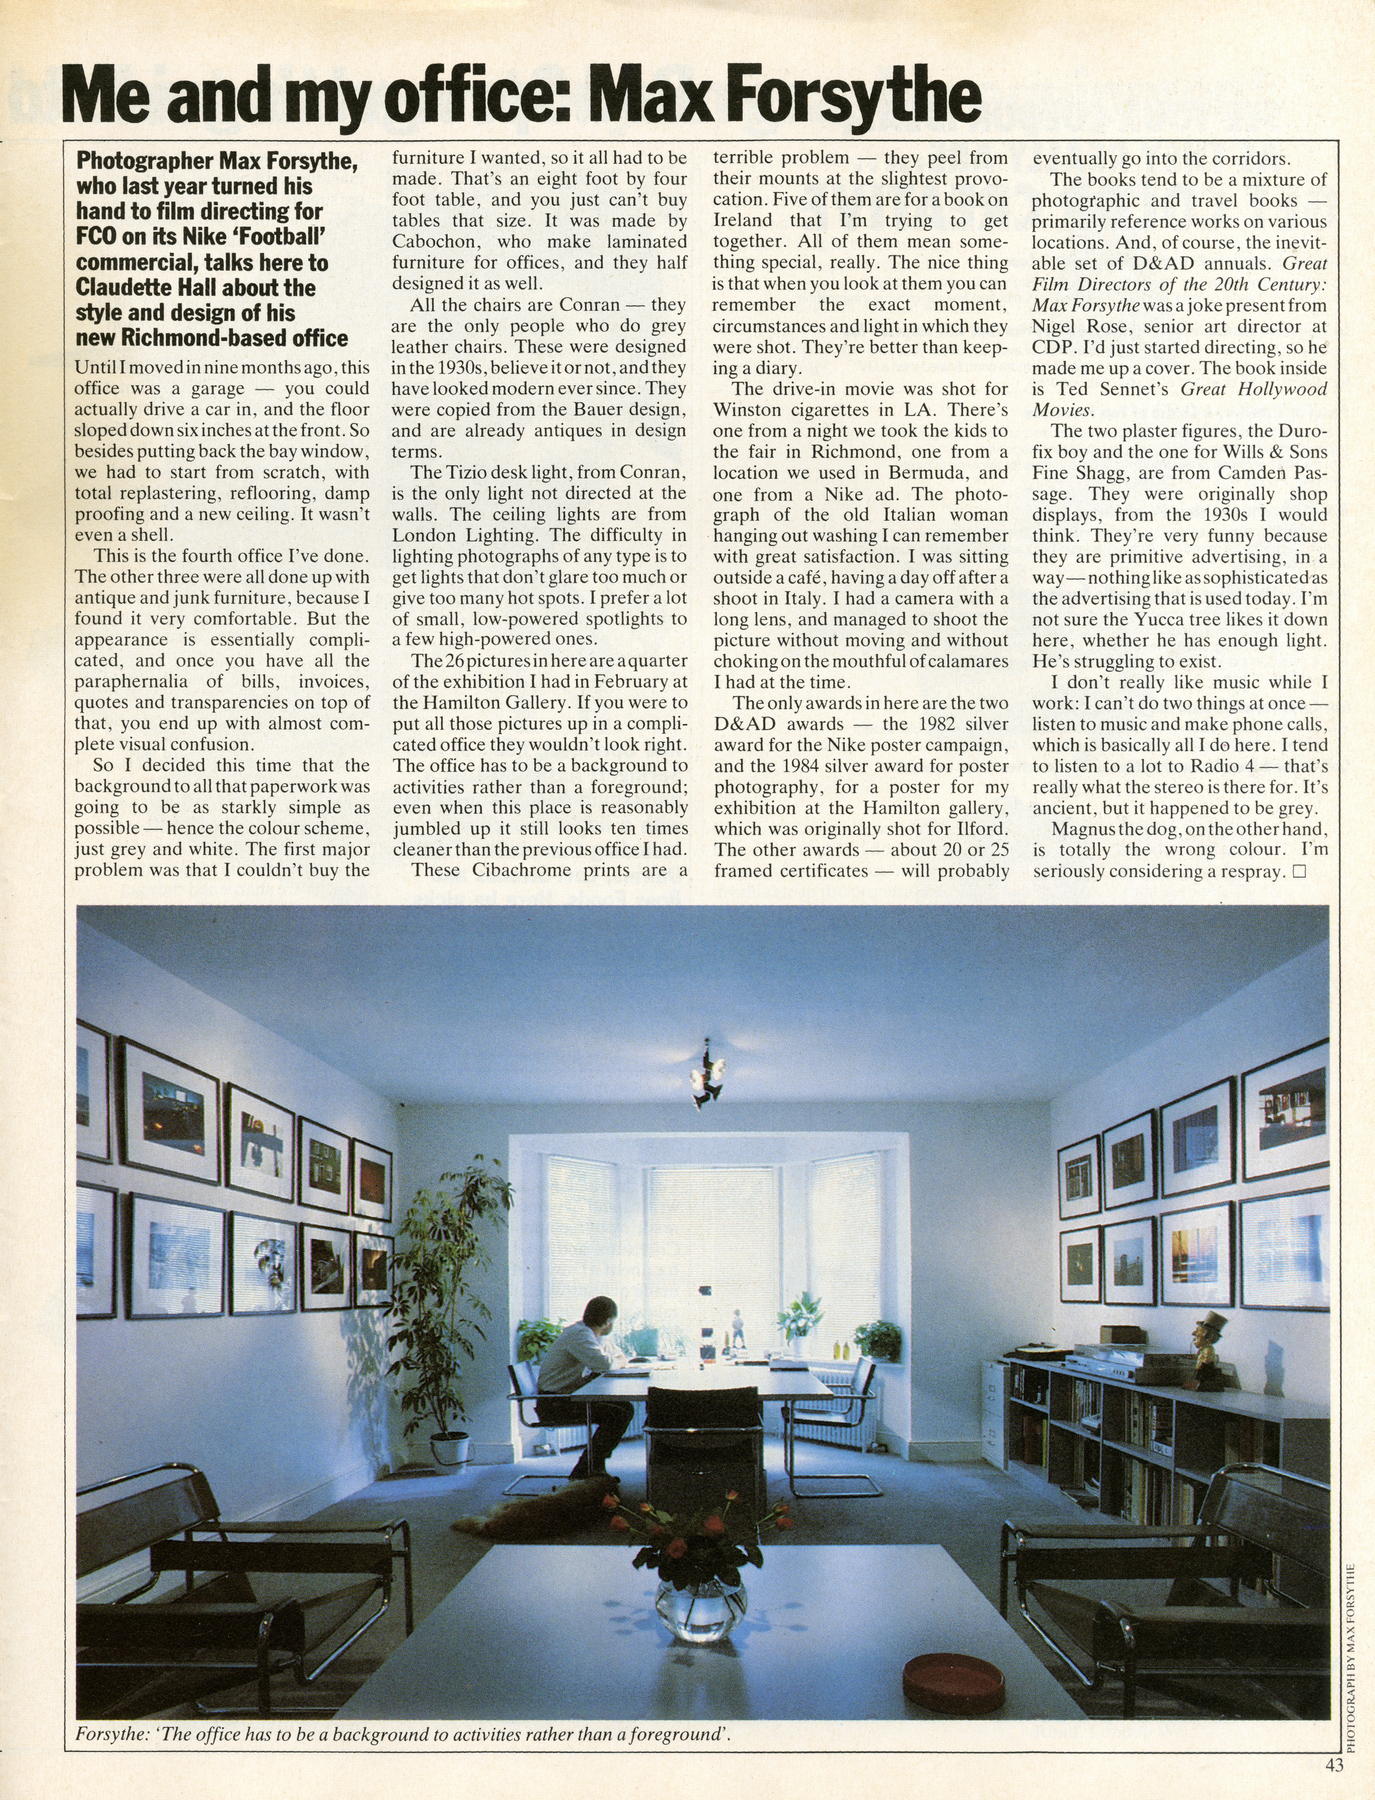 Me and my office: Max Forsythe
Photographer Max Forsythe,
who last year turned his
hand to film directing for
FCO on its Nike ‘Football’
commercial, talks here to
Claudette Hall about the
style and design of his
new Richmond-based office
Until I moved in nine months ago, this
office was a garage — you could
actually drive a car in, and the floor
sloped down six inches at the front. So
besides putting back the bay window,
we had to start from scratch, with
total replastering, reflooring, damp
proofing and a new ceiling. It wasn’t
even a shell.
This is the fourth office I’ve done.
The other three were all done up with
antique and junk furniture, because I
found it very comfortable. But the
appearance is essentially compli-
cated, and once you have all the
paraphernalia of bills, invoices,
quotes and transparencies on top of
that, you end up with almost com-
plete visual confusion.
So I decided this time that the
background to all that paperwork was
going to be as starkly simple as
possible — hence the colour scheme,
just grey and white. The first major
problem was that I couldn’t buy the
furniture I wanted, so it all had to be
made. That’s an eight foot by four
foot table, and you just can’t buy
tables that size. It was made by
Cabochon, who make laminated
furniture for offices, and they half
designed it as well.
All the chairs are Conran — they
are the only people who do grey
leather chairs. These were designed
in the 1930s, believe it or not, and they
have looked modern ever since. They
were copied from the Bauer design,
and are already antiques in design
terms.
The Tizio desk light, from Conran,
is the only light not directed at the
walls. The ceiling lights are from
London Lighting. The difficulty in
lighting photographs of any type is to
get lights that don’t glare too much or
give too many hot spots. I prefer a lot
of small, low-powered spotlights to
a few high-powered ones.
The 26 pictures in here are a quarter
of the exhibition I had in February at
the Hamilton Gallery. If you were to
put all those pictures up in a compli-
cated office they wouldn’t look right.
The office has to be a background to
activities rather than a foreground;
even when this place is reasonably
jumbled up it still looks ten times
cleaner than the previous office I had.
These Cibachrome prints are a
terrible problem — they peel from
their mounts at the slightest provo-
cation. Five of them are for a book on
Ireland that I’m trying to get
together. All of them mean some-
thing special, really. The nice thing
is that when you look at them you can
remember the exact moment,
circumstances and light in which they
were shot. They’re better than keep-
ing a diary.
The drive-in movie was shot for
Winston cigarettes in LA. There’s
one from a night we took the kids to
the fair in Richmond, one from a
location we used in Bermuda, and
one from a Nike ad. The photo-
graph of the old Italian woman
hanging out washing I can remember
with great satisfaction. I was sitting
outside a café, having a day off after a
shoot in Italy. I had a camera with a
long lens, and managed to shoot the
picture without moving and without
choking on the mouthful of calamares
I had at the time.
The only awards in here are the two
D&AD awards — the 1982 silver
award for the Nike poster campaign,
and the 1984 silver award for poster
photography, for a poster for my
exhibition at the Hamilton gallery,
which was originally shot for Ilford.
The other awards — about 20 or 25
framed certificates — will probably
eventually go into the corridors.
The books tend to be a mixture of
photographic and travel books —
primarily reference works on various
locations. And, of course, the inevit-
able set of D&AD annuals. Great
Film Directors of the 20th Century:
Max Forsythe was a joke present from
Nigel Rose, senior art director at
CDP. I’d just started directing, so he
made me up a cover. The book inside
is Ted Sennet’s Great Hollywood
Movies.
The two plaster figures, the Duro-
fix boy and the one for Wills & Sons
Fine Shagg, are from Camden Pas-
sage. They were originally shop
displays, from the 1930s I would
think. They’re very funny because
they are primitive advertising, in a
way — nothing like as sophisticated as
the advertising that is used today. I’m
not sure the Yucca tree likes it down
here, whether he has enough light.
He’s struggling to exist.
I don’t really like music while I
work: I can’t do two things at once —
listen to music and make phone calls,
which is basically all I do here. I tend
to listen to a lot to Radio 4 — that’s
really what the stereo is there for. It’s
ancient, but it happened to be grey.
Magnus the dog, on the other hand,
is totally the wrong colour. I’m
seriously considering a respray. □
Forsythe: ‘The office has to be a background to activities rather than a foreground’.
PHOTOGRAPH BY MAX FORSYTHE
43